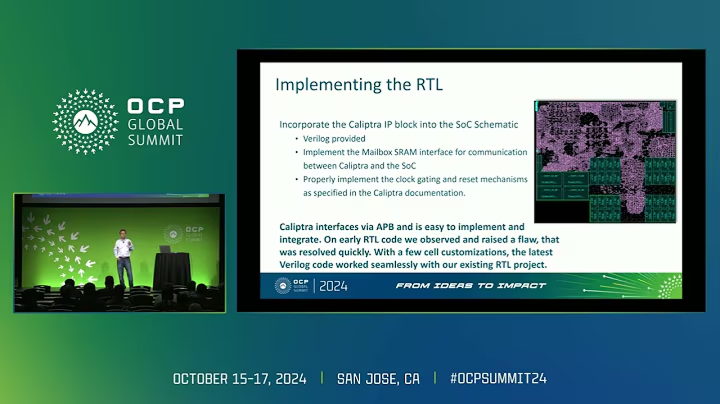 OCP
GLOBAL
SUMMIT
Implementing the RTL
Incorporate the Caliptra IP block into the SoC Schematic
• Verilog provided
• Implement the Mailbox SRAM interface for communication
between Caliptra and the SoC
• Properly implement the clock gating and reset mechanisms
as specified in the Caliptra documentation.
Caliptra interfaces via APB and is easy to implement and
integrate. On early RTL code we observed and raised a flaw, that
was resolved quickly. With a few cell customizations, the latest
Verilog code worked seamlessly with our existing RTL project.
OCP
GLOBAL
SUMMIT
2024
FROM IDEAS TO IMPACT
OCP
OCTOBER 15-17, 2024 | SAN JOSE, CA | #OCPSUMMIT24